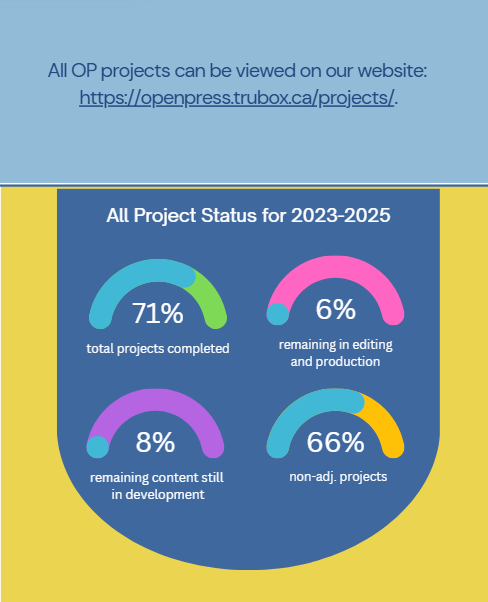 All OP projects can be viewed on our website:
https://openpress.trubox.ca/projects/.
All Project Status for 2023-2025
71%
total projects completed
6%
remaining in editing
and production
8%
remaining content still
in development
66%
non-adj. projects